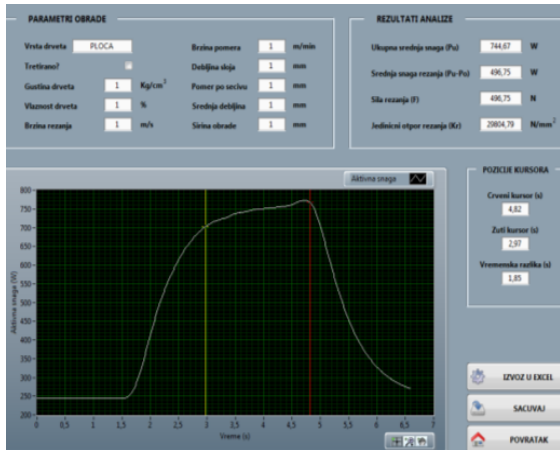 PARAMETRI OBRADE
Vrsta drveta PLOCA
Tretirano?
Gustina drveta 1 Kg/cm³
Vlaznost drveta 1 %
Brzina rezanja 1 m/s
Brzina pomera 1 m/min
Debljina sloja 1 mm
Pomer po secivu 1 mm
Srednja debljina 1 mm
Sirina obrade 1 mm
REZULTATI ANALIZE
Ukupna srednja snaga (Pu) 744,67 W
Srednja snaga rezanja (Pu-Pu) 496,75 W
Sila rezanja (F) 496,75 N
Jedinicni otpor rezanja (Kr) 29804,79 N/mm²
Aktivna snaga
Aktivna snaga (W)
800
750
700
650
600
550
500
450
400
350
300
250
200
0 0,5 1 1,5 2 2,5 3 3,5 4 4,5 5 5,5 6 6,5 7
Vreme (s)
POZICIJE KURSORA
Crveni kursor (s)
4,82
Zuti kursor (s)
2,97
Vremenska razlika (s)
1,85
IZVOZ U EXCEL
SACUVAJ
POVRATAK